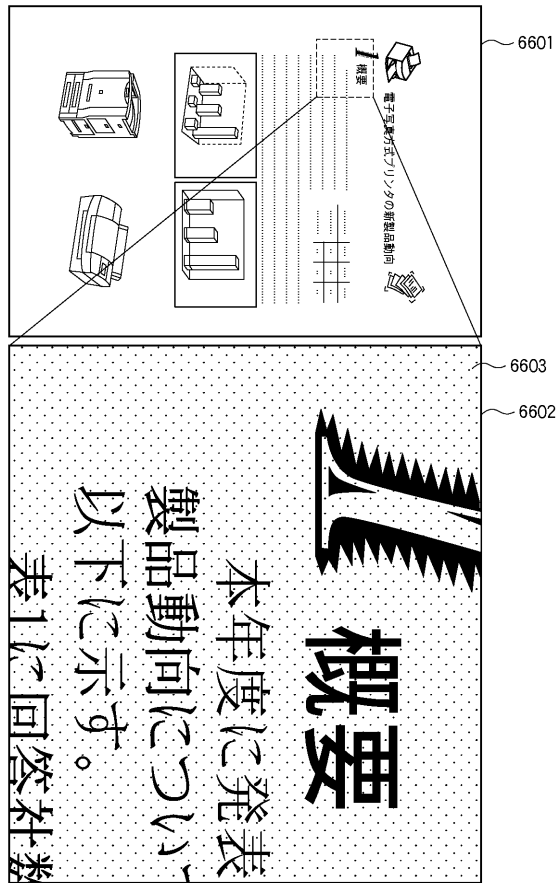 6601
電子写真方式プリンタの新製品動向
1 概要
6603
6602
1 概要
本年度に発表
製品動向につい
以下に示す。
表1に回答社数